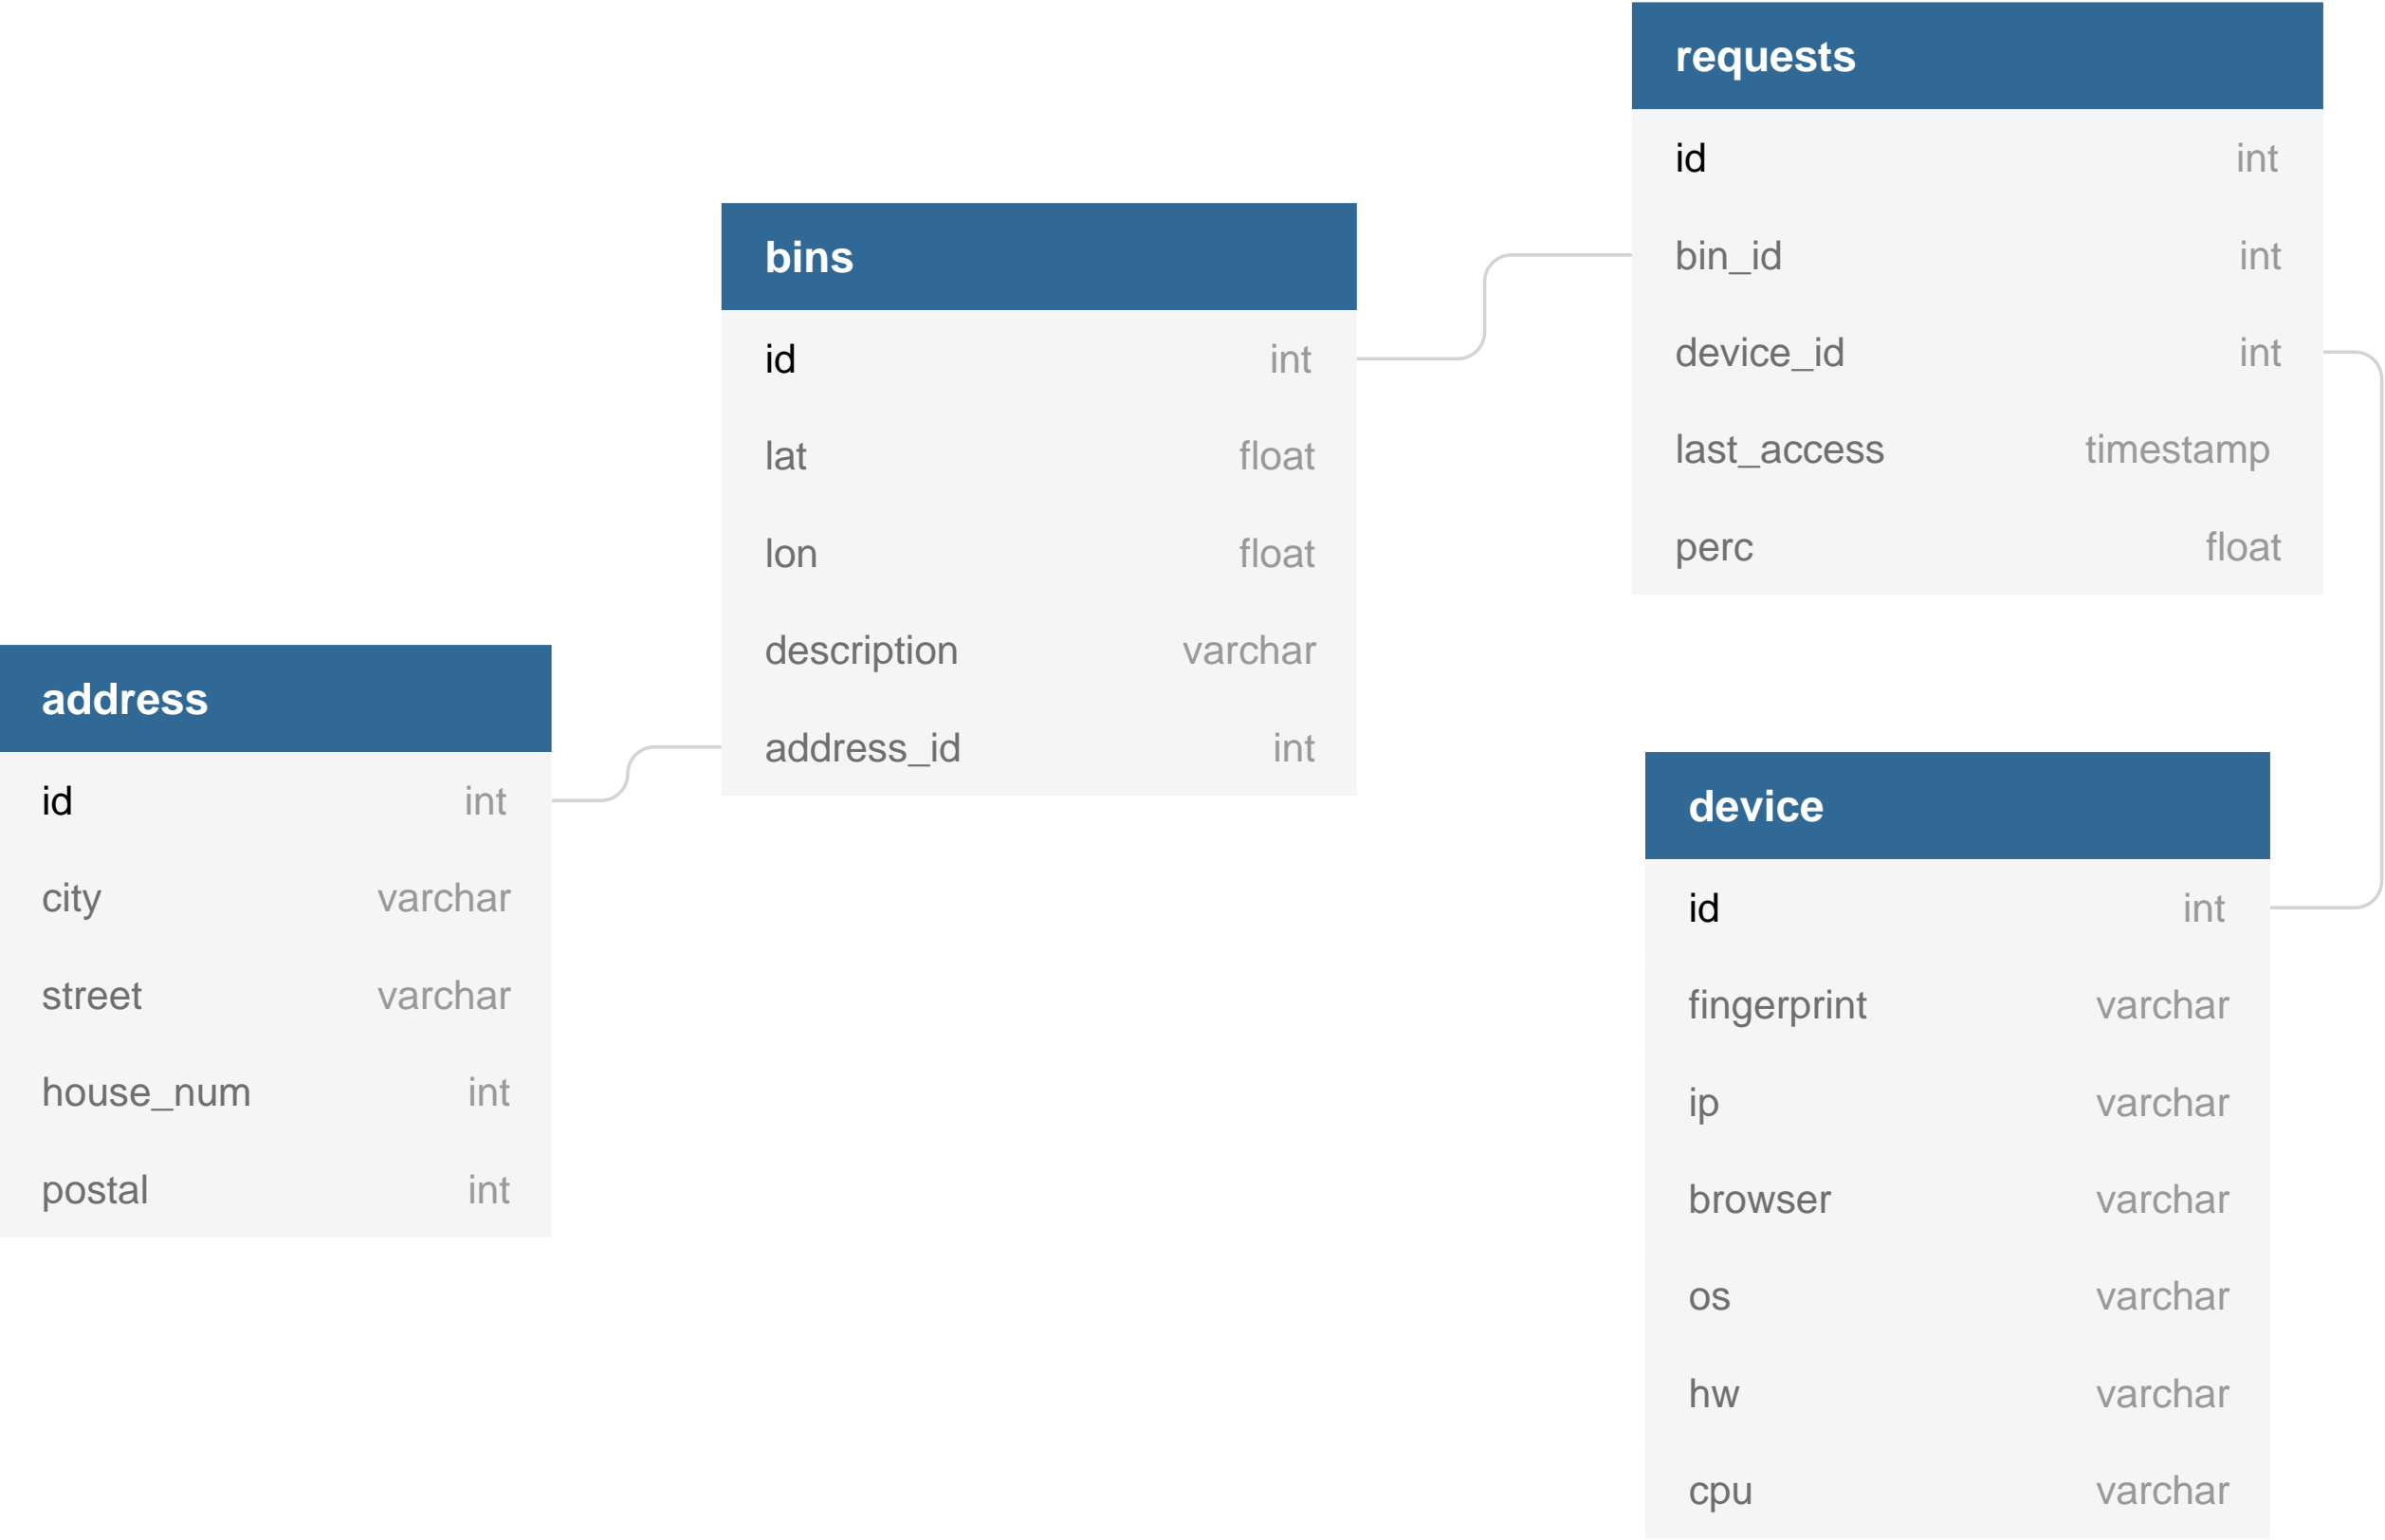 requests
id int
bin_id int
device_id int
last_access timestamp
perc float
bins
id int
lat float
lon float
description varchar
address_id int
address
id int
city varchar
street varchar
house_num int
postal int
device
id int
fingerprint varchar
ip varchar
browser varchar
os varchar
hw varchar
cpu varchar